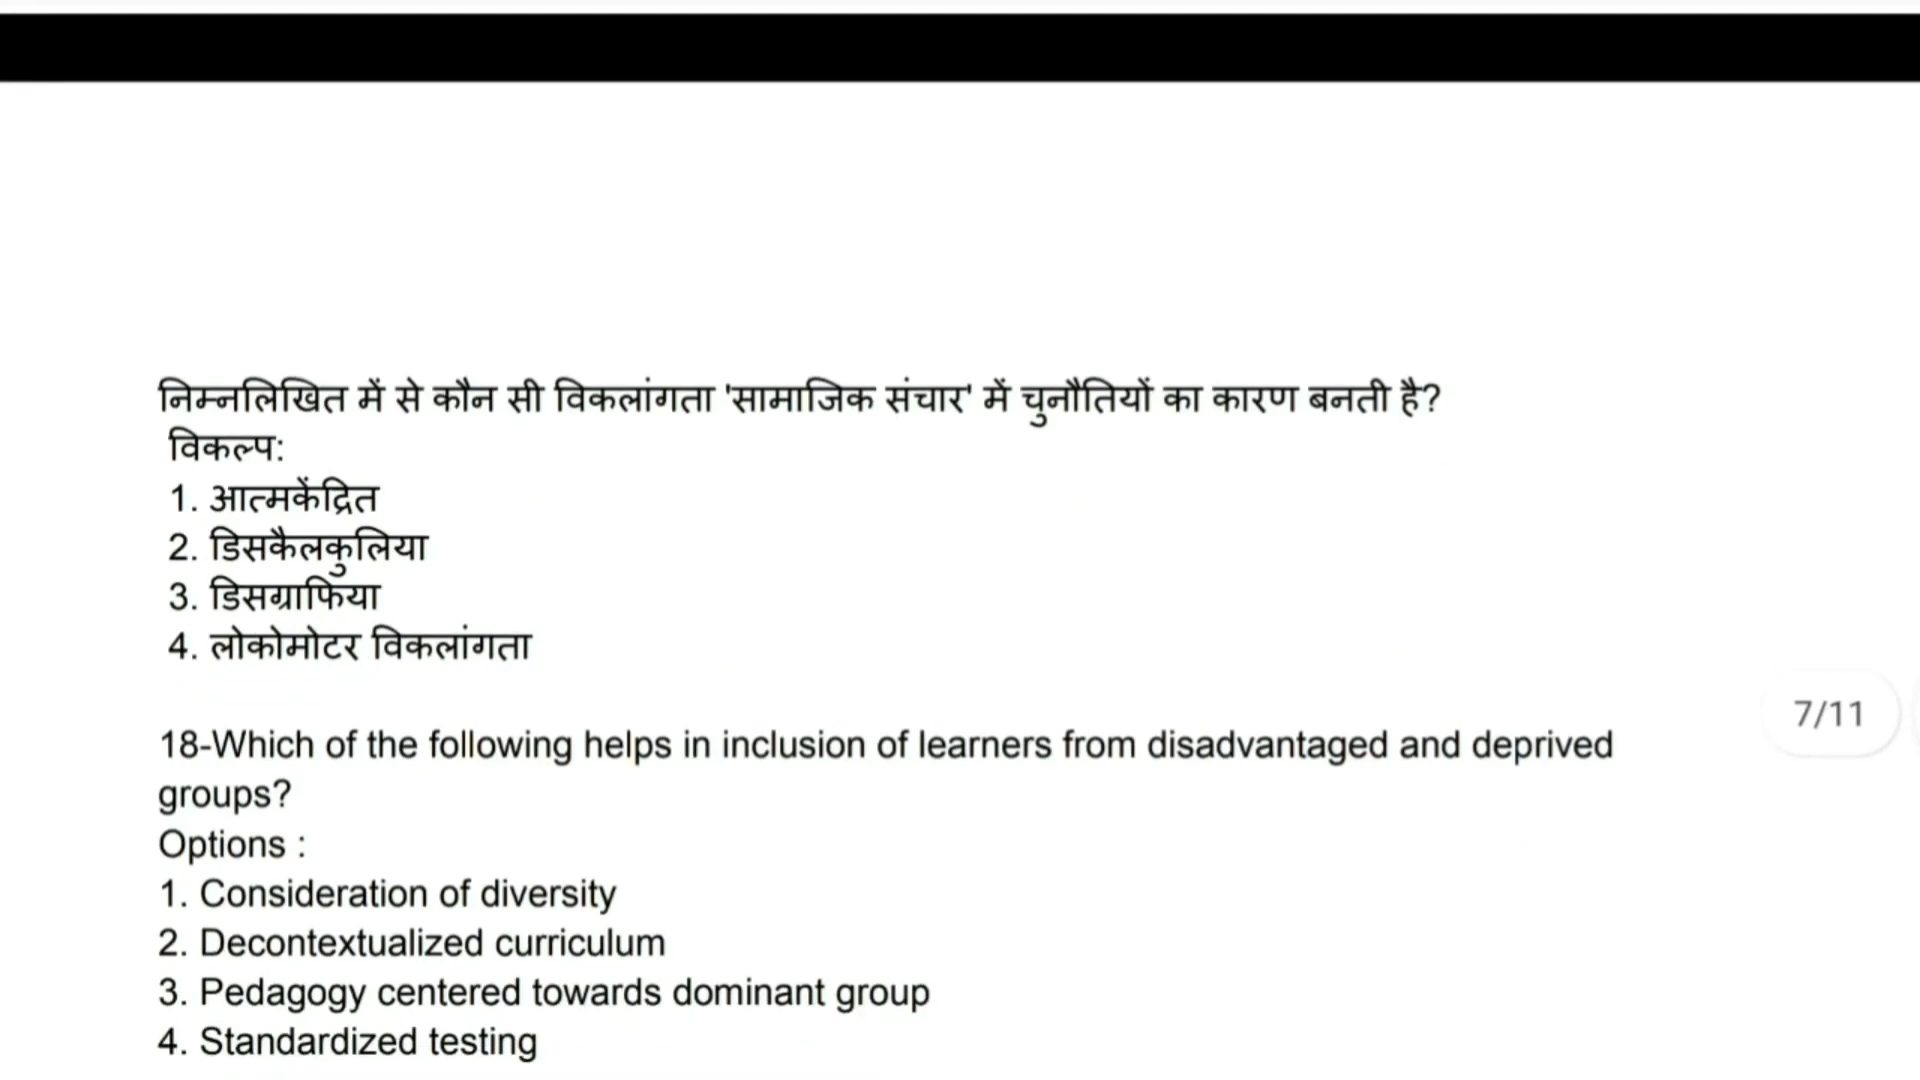 निम्नलिखित में से कौन सी विकलांगता 'सामाजिक संचार' में चुनौतियों का कारण बनती है?
विकल्प:
1. आत्मकेंद्रित
2. डिसकैलकुलिया
3. डिसग्राफिया
4. लोकोमोटर विकलांगता
7/11
18-Which of the following helps in inclusion of learners from disadvantaged and deprived
groups?
Options :
1. Consideration of diversity
2. Decontextualized curriculum
3. Pedagogy centered towards dominant group
4. Standardized testing